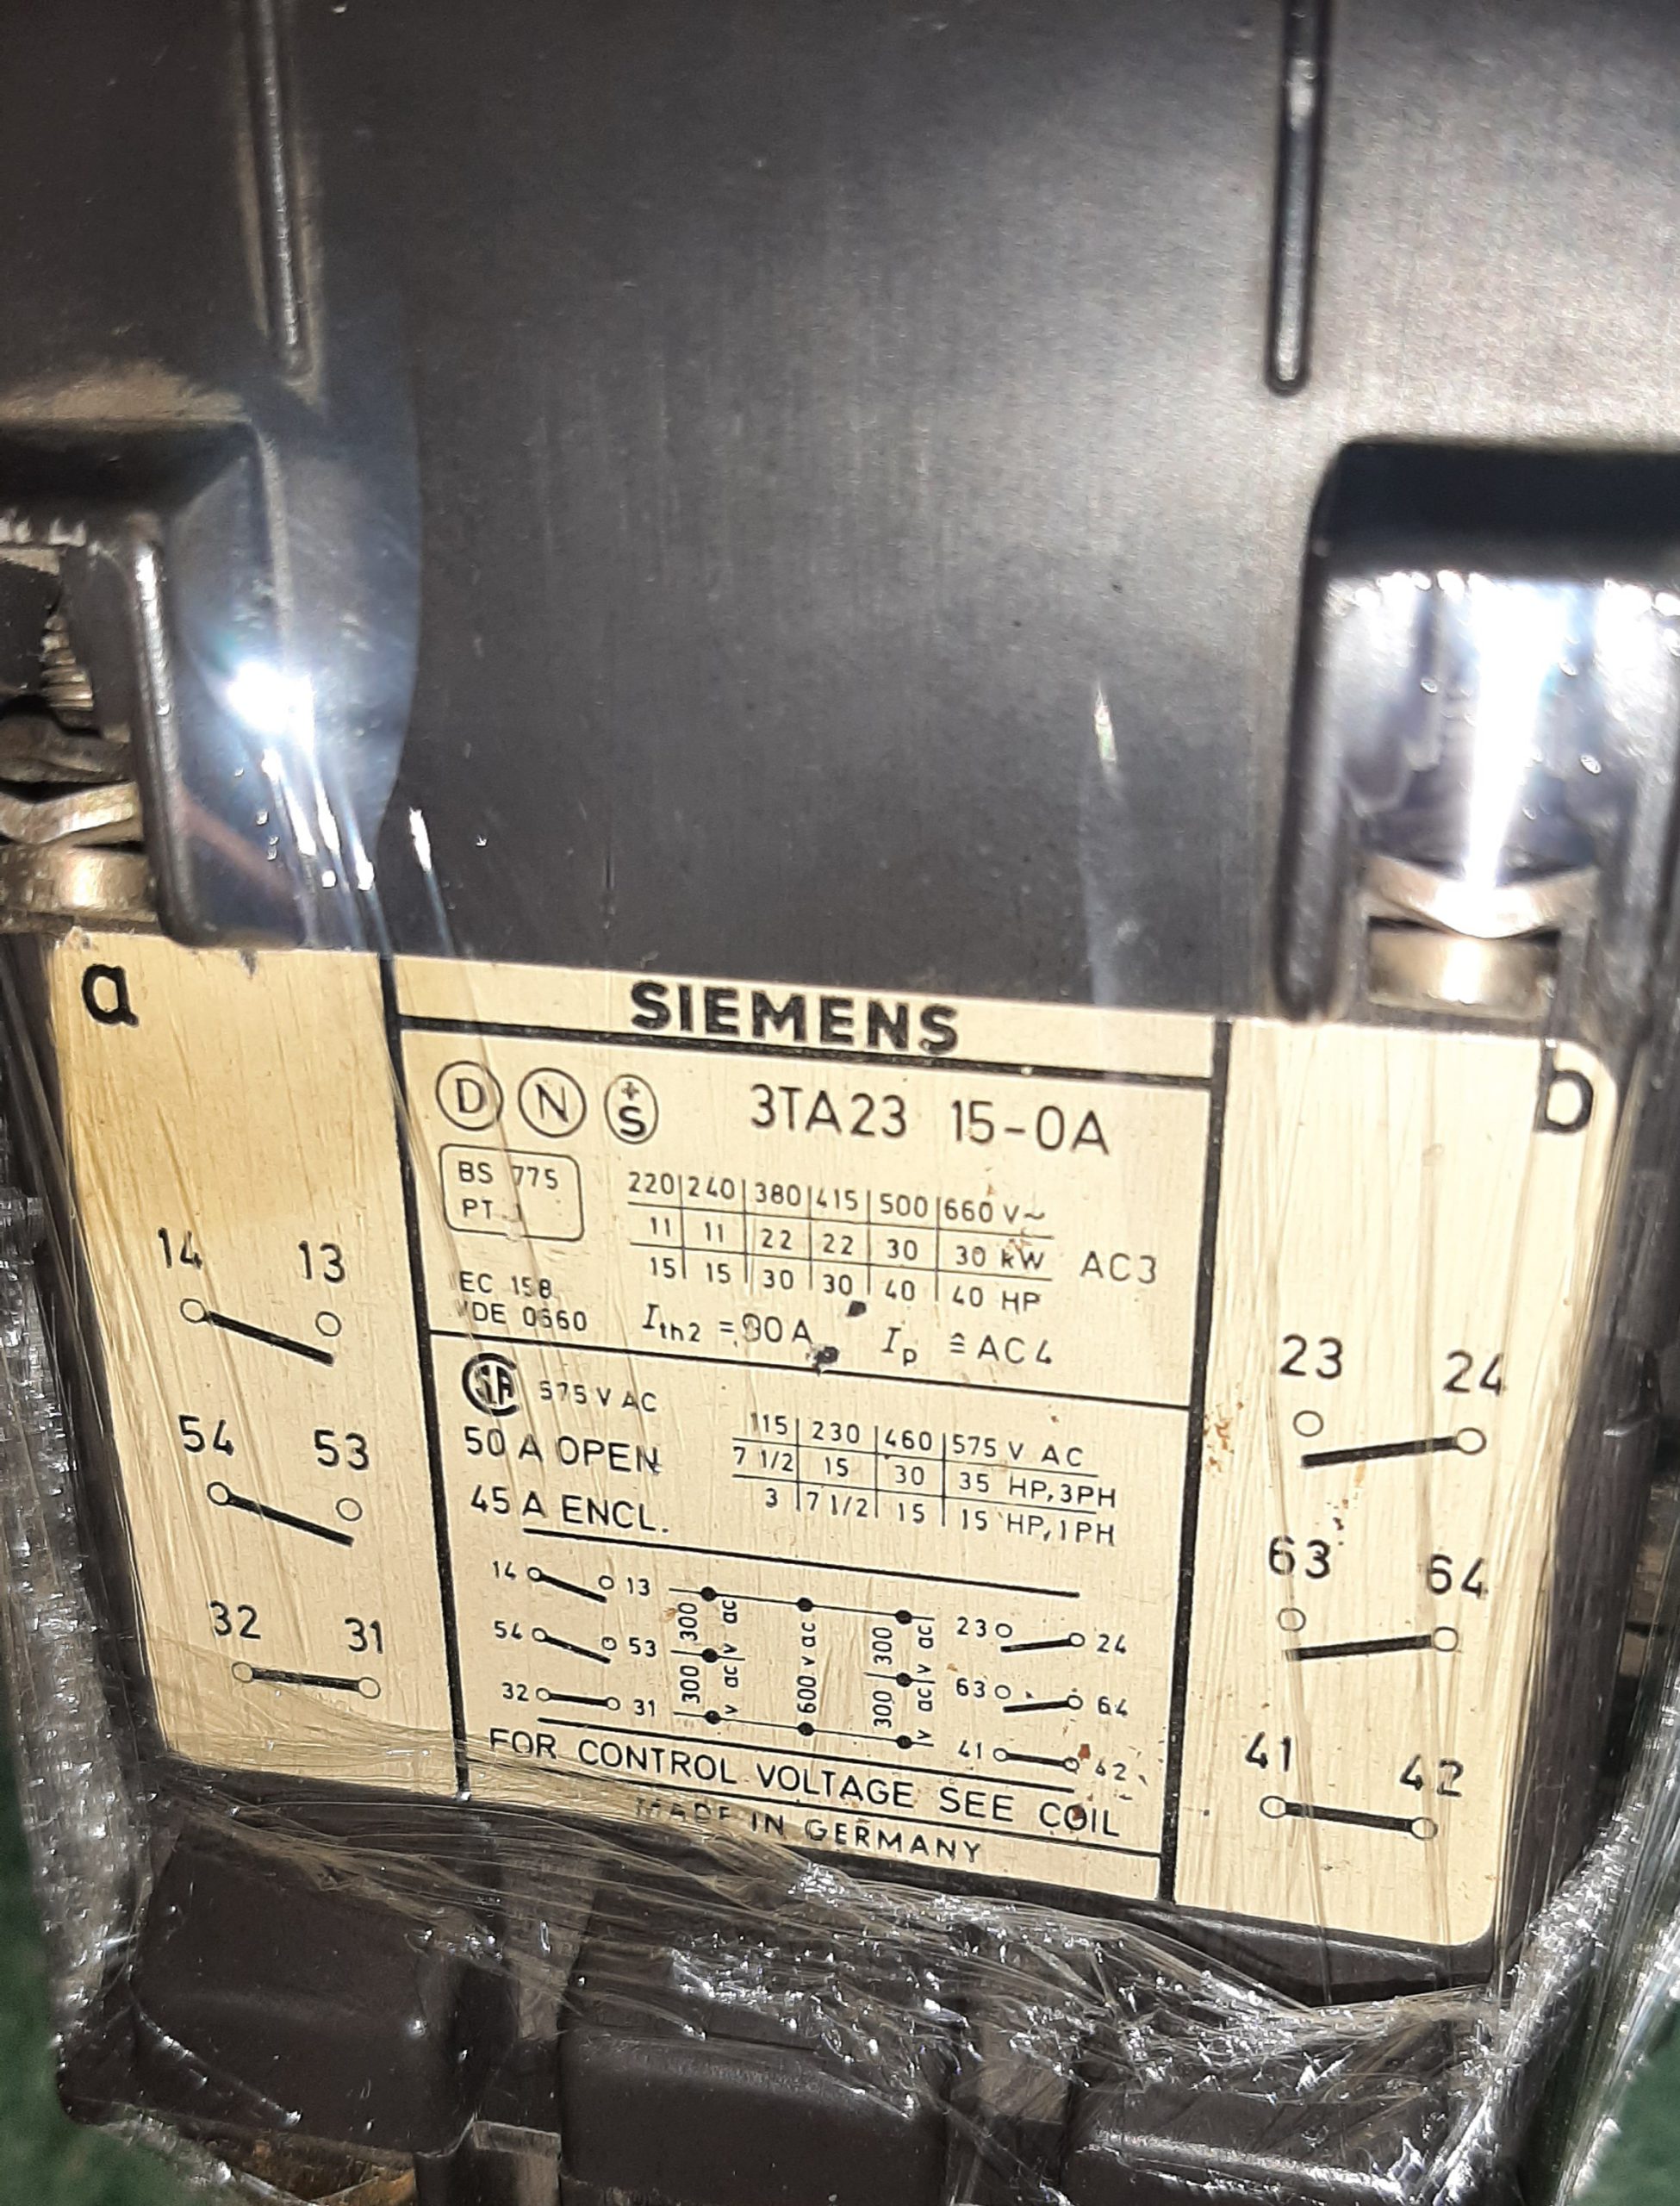 a
SIEMENS
b
D N +S 3TA23 15-0A
BS 775
PT 1
220 240 380 415 500 660 V~
11 11 22 22 30 30 kW AC3
15 15 30 30 40 40 HP
EC 158
VDE 0660
Ith2 = 90 A Ip ≙ AC4
SA 575 V AC
50 A OPEN
45 A ENCL.
115 230 460 575 V AC
7 1/2 15 30 35 HP, 3PH
3 7 1/2 15 15 HP, 1PH
14 13
54 53
32 31
23 24
63 64
41 42
14 13 300 v ac 300 v ac 23 24
54 53 600 v ac 63 64
32 31 300 v ac 300 v ac 41 42
FOR CONTROL VOLTAGE SEE COIL
MADE IN GERMANY